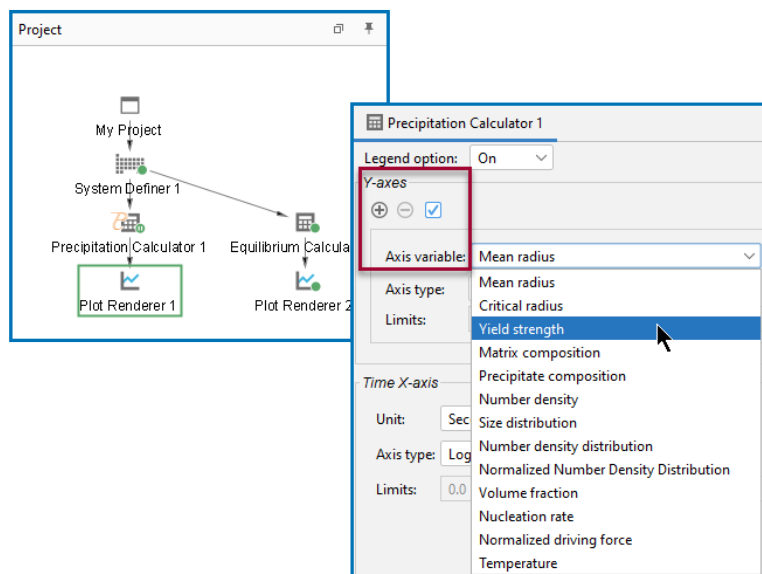 Project
My Project
System Definer 1
Precipitation Calculator 1
Equilibrium Calcula
Plot Renderer 1
Plot Renderer 2
Precipitation Calculator 1
Legend option: On
Y-axes
Axis variable: Mean radius
Axis type:
Limits:
Mean radius
Critical radius
Yield strength
Matrix composition
Precipitate composition
Number density
Size distribution
Number density distribution
Normalized Number Density Distribution
Volume fraction
Nucleation rate
Normalized driving force
Temperature
Time X-axis
Unit: Sec
Axis type: Log
Limits: 0.0